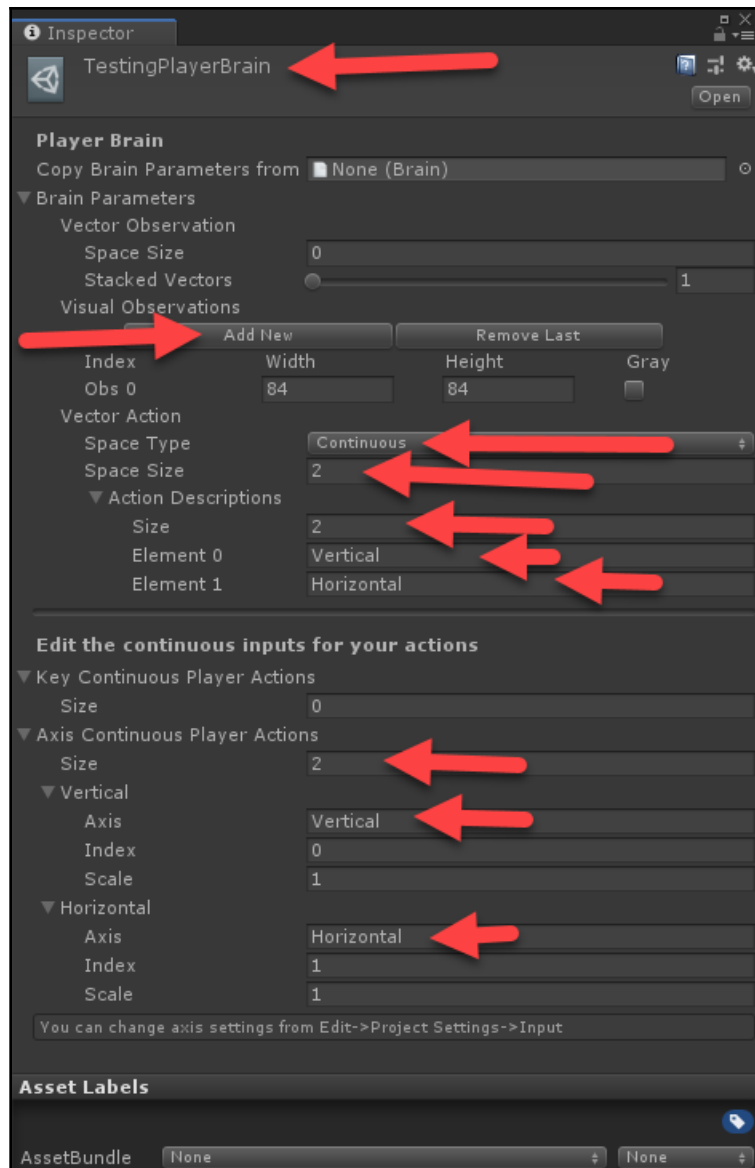 Inspector
TestingPlayerBrain
Open
Player Brain
Copy Brain Parameters from None (Brain)
Brain Parameters
Vector Observation
Space Size 0
Stacked Vectors 1
Visual Observations
Add New Remove Last
Index Width Height Gray
Obs 0 84 84
Vector Action
Space Type Continuous
Space Size 2
Action Descriptions
Size 2
Element 0 Vertical
Element 1 Horizontal
Edit the continuous inputs for your actions
Key Continuous Player Actions
Size 0
Axis Continuous Player Actions
Size 2
Vertical
Axis Vertical
Index 0
Scale 1
Horizontal
Axis Horizontal
Index 1
Scale 1
You can change axis settings from Edit->Project Settings->Input
Asset Labels
AssetBundle None None